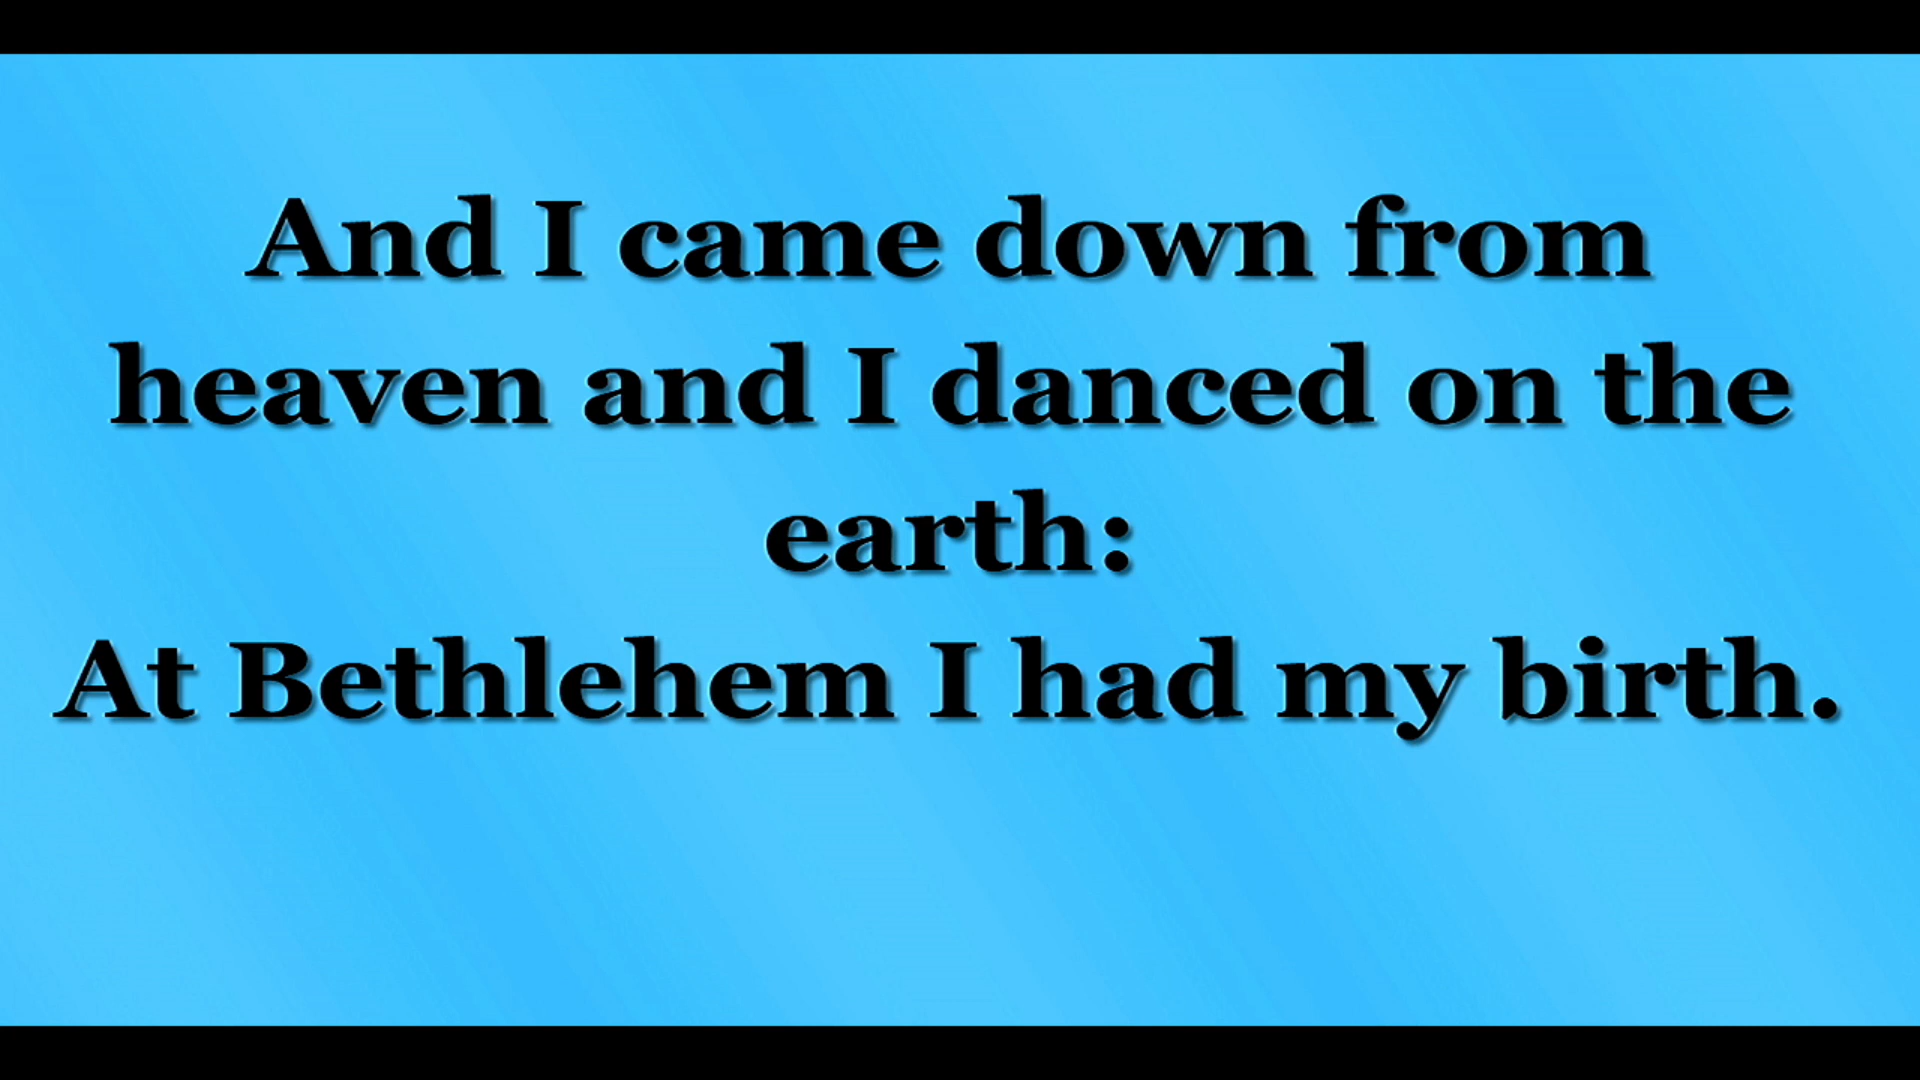 And I came down from
heaven and I danced on the
earth:
At Bethlehem I had my birth.